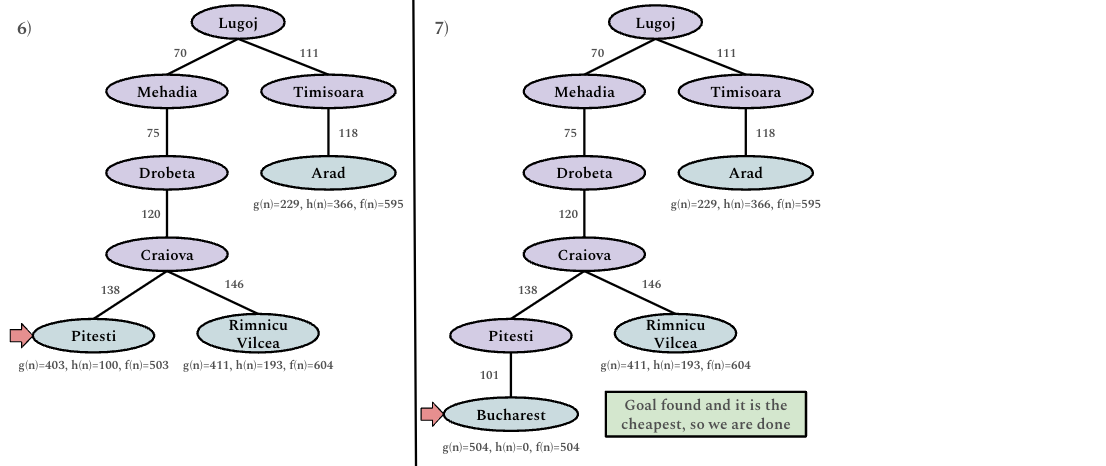 6)
Lugoj
70
111
Mehadia
Timisoara
75
118
Drobeta
Arad
g(n)=229, h(n)=366, f(n)=595
120
Craiova
138
146
Pitesti
Rimnicu
Vilcea
g(n)=403, h(n)=100, f(n)=503
g(n)=411, h(n)=193, f(n)=604
7)
Lugoj
70
111
Mehadia
Timisoara
75
118
Drobeta
Arad
g(n)=229, h(n)=366, f(n)=595
120
Craiova
138
146
Pitesti
Rimnicu
Vilcea
g(n)=411, h(n)=193, f(n)=604
101
Bucharest
g(n)=504, h(n)=0, f(n)=504
Goal found and it is the
cheapest, so we are done